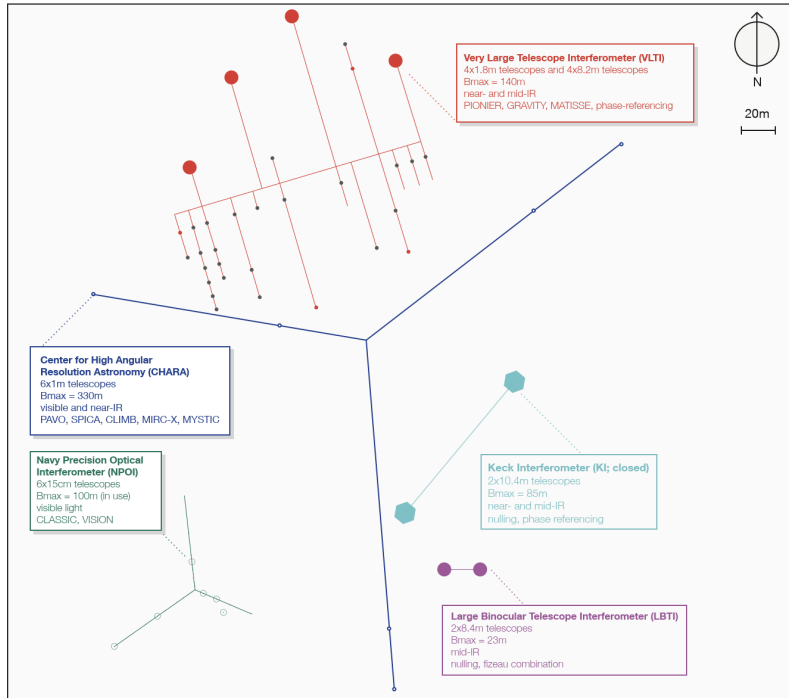 Very Large Telescope Interferometer (VLTI)
4x1.8m telescopes and 4x8.2m telescopes
Bmax = 140m
near- and mid-IR
PIONIER, GRAVITY, MATISSE, phase-referencing
N
20m
Center for High Angular
Resolution Astronomy (CHARA)
6x1m telescopes
Bmax = 330m
visible and near-IR
PAVO, SPICA, CLIMB, MIRC-X, MYSTIC
Navy Precision Optical
Interferometer (NPOI)
6x15cm telescopes
Bmax = 100m (in use)
visible light
CLASSIC, VISION
Keck Interferometer (KI; closed)
2x10.4m telescopes
Bmax = 85m
near- and mid-IR
nulling, phase referencing
Large Binocular Telescope Interferometer (LBTI)
2x8.4m telescopes
Bmax = 23m
mid-IR
nulling, fizeau combination